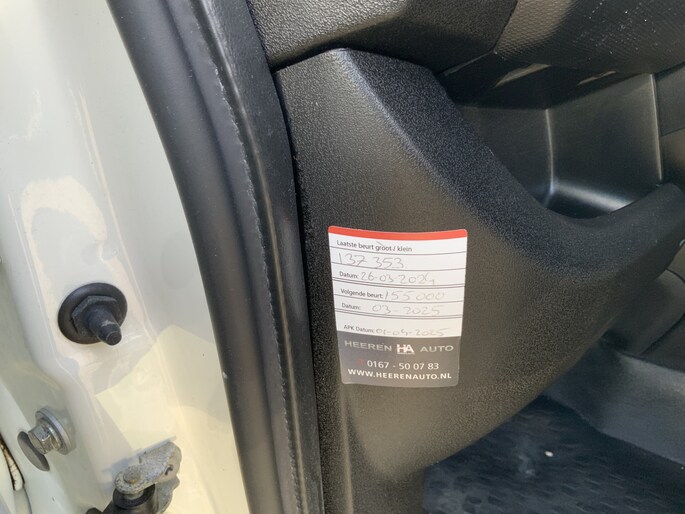 Laatste beurt groot / klein
137 353
Datum: 26-03-2024
Volgende beurt: 155.000
Datum: 03-2025
APK Datum: 01-04-2025
HEEREN HA AUTO
0167 - 50 07 83
WWW.HEERENAUTO.NL